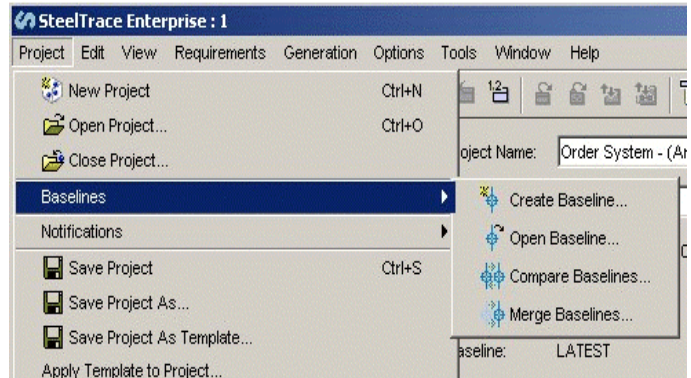 SteelTrace Enterprise : 1
Project Edit View Requirements Generation Options Tools Window Help
New Project Ctrl+N
Open Project... Ctrl+O
Close Project...
oject Name: Order System - (Ar
Baselines
Create Baseline...
Notifications
Open Baseline...
Save Project Ctrl+S
Compare Baselines...
Save Project As...
Merge Baselines...
Save Project As Template...
aseline: LATEST
Apply Template to Project...